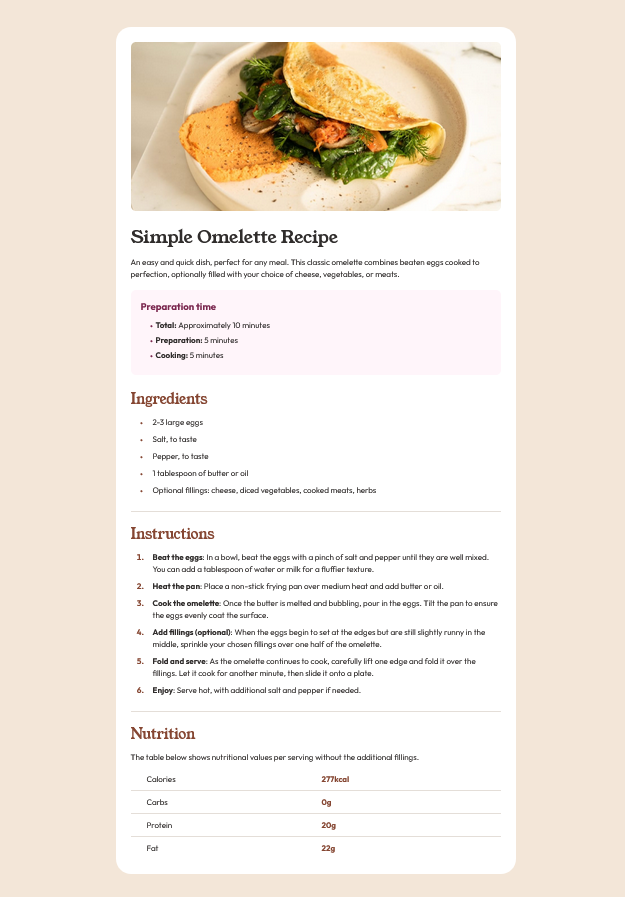 Simple Omelette Recipe
An easy and quick dish, perfect for any meal. This classic omelette combines beaten eggs cooked to
perfection, optionally filled with your choice of cheese, vegetables, or meats.
Preparation time
• Total: Approximately 10 minutes
• Preparation: 5 minutes
• Cooking: 5 minutes
Ingredients
• 2-3 large eggs
• Salt, to taste
• Pepper, to taste
• 1 tablespoon of butter or oil
• Optional fillings: cheese, diced vegetables, cooked meats, herbs
Instructions
1. Beat the eggs: In a bowl, beat the eggs with a pinch of salt and pepper until they are well mixed.
You can add a tablespoon of water or milk for a fluffier texture.
2. Heat the pan: Place a non-stick frying pan over medium heat and add butter or oil.
3. Cook the omelette: Once the butter is melted and bubbling, pour in the eggs. Tilt the pan to ensure
the eggs evenly coat the surface.
4. Add fillings (optional): When the eggs begin to set at the edges but are still slightly runny in the
middle, sprinkle your chosen fillings over one half of the omelette.
5. Fold and serve: As the omelette continues to cook, carefully lift one edge and fold it over the
fillings. Let it cook for another minute, then slide it onto a plate.
6. Enjoy: Serve hot, with additional salt and pepper if needed.
Nutrition
The table below shows nutritional values per serving without the additional fillings.
Calories 277kcal
Carbs 0g
Protein 20g
Fat 22g